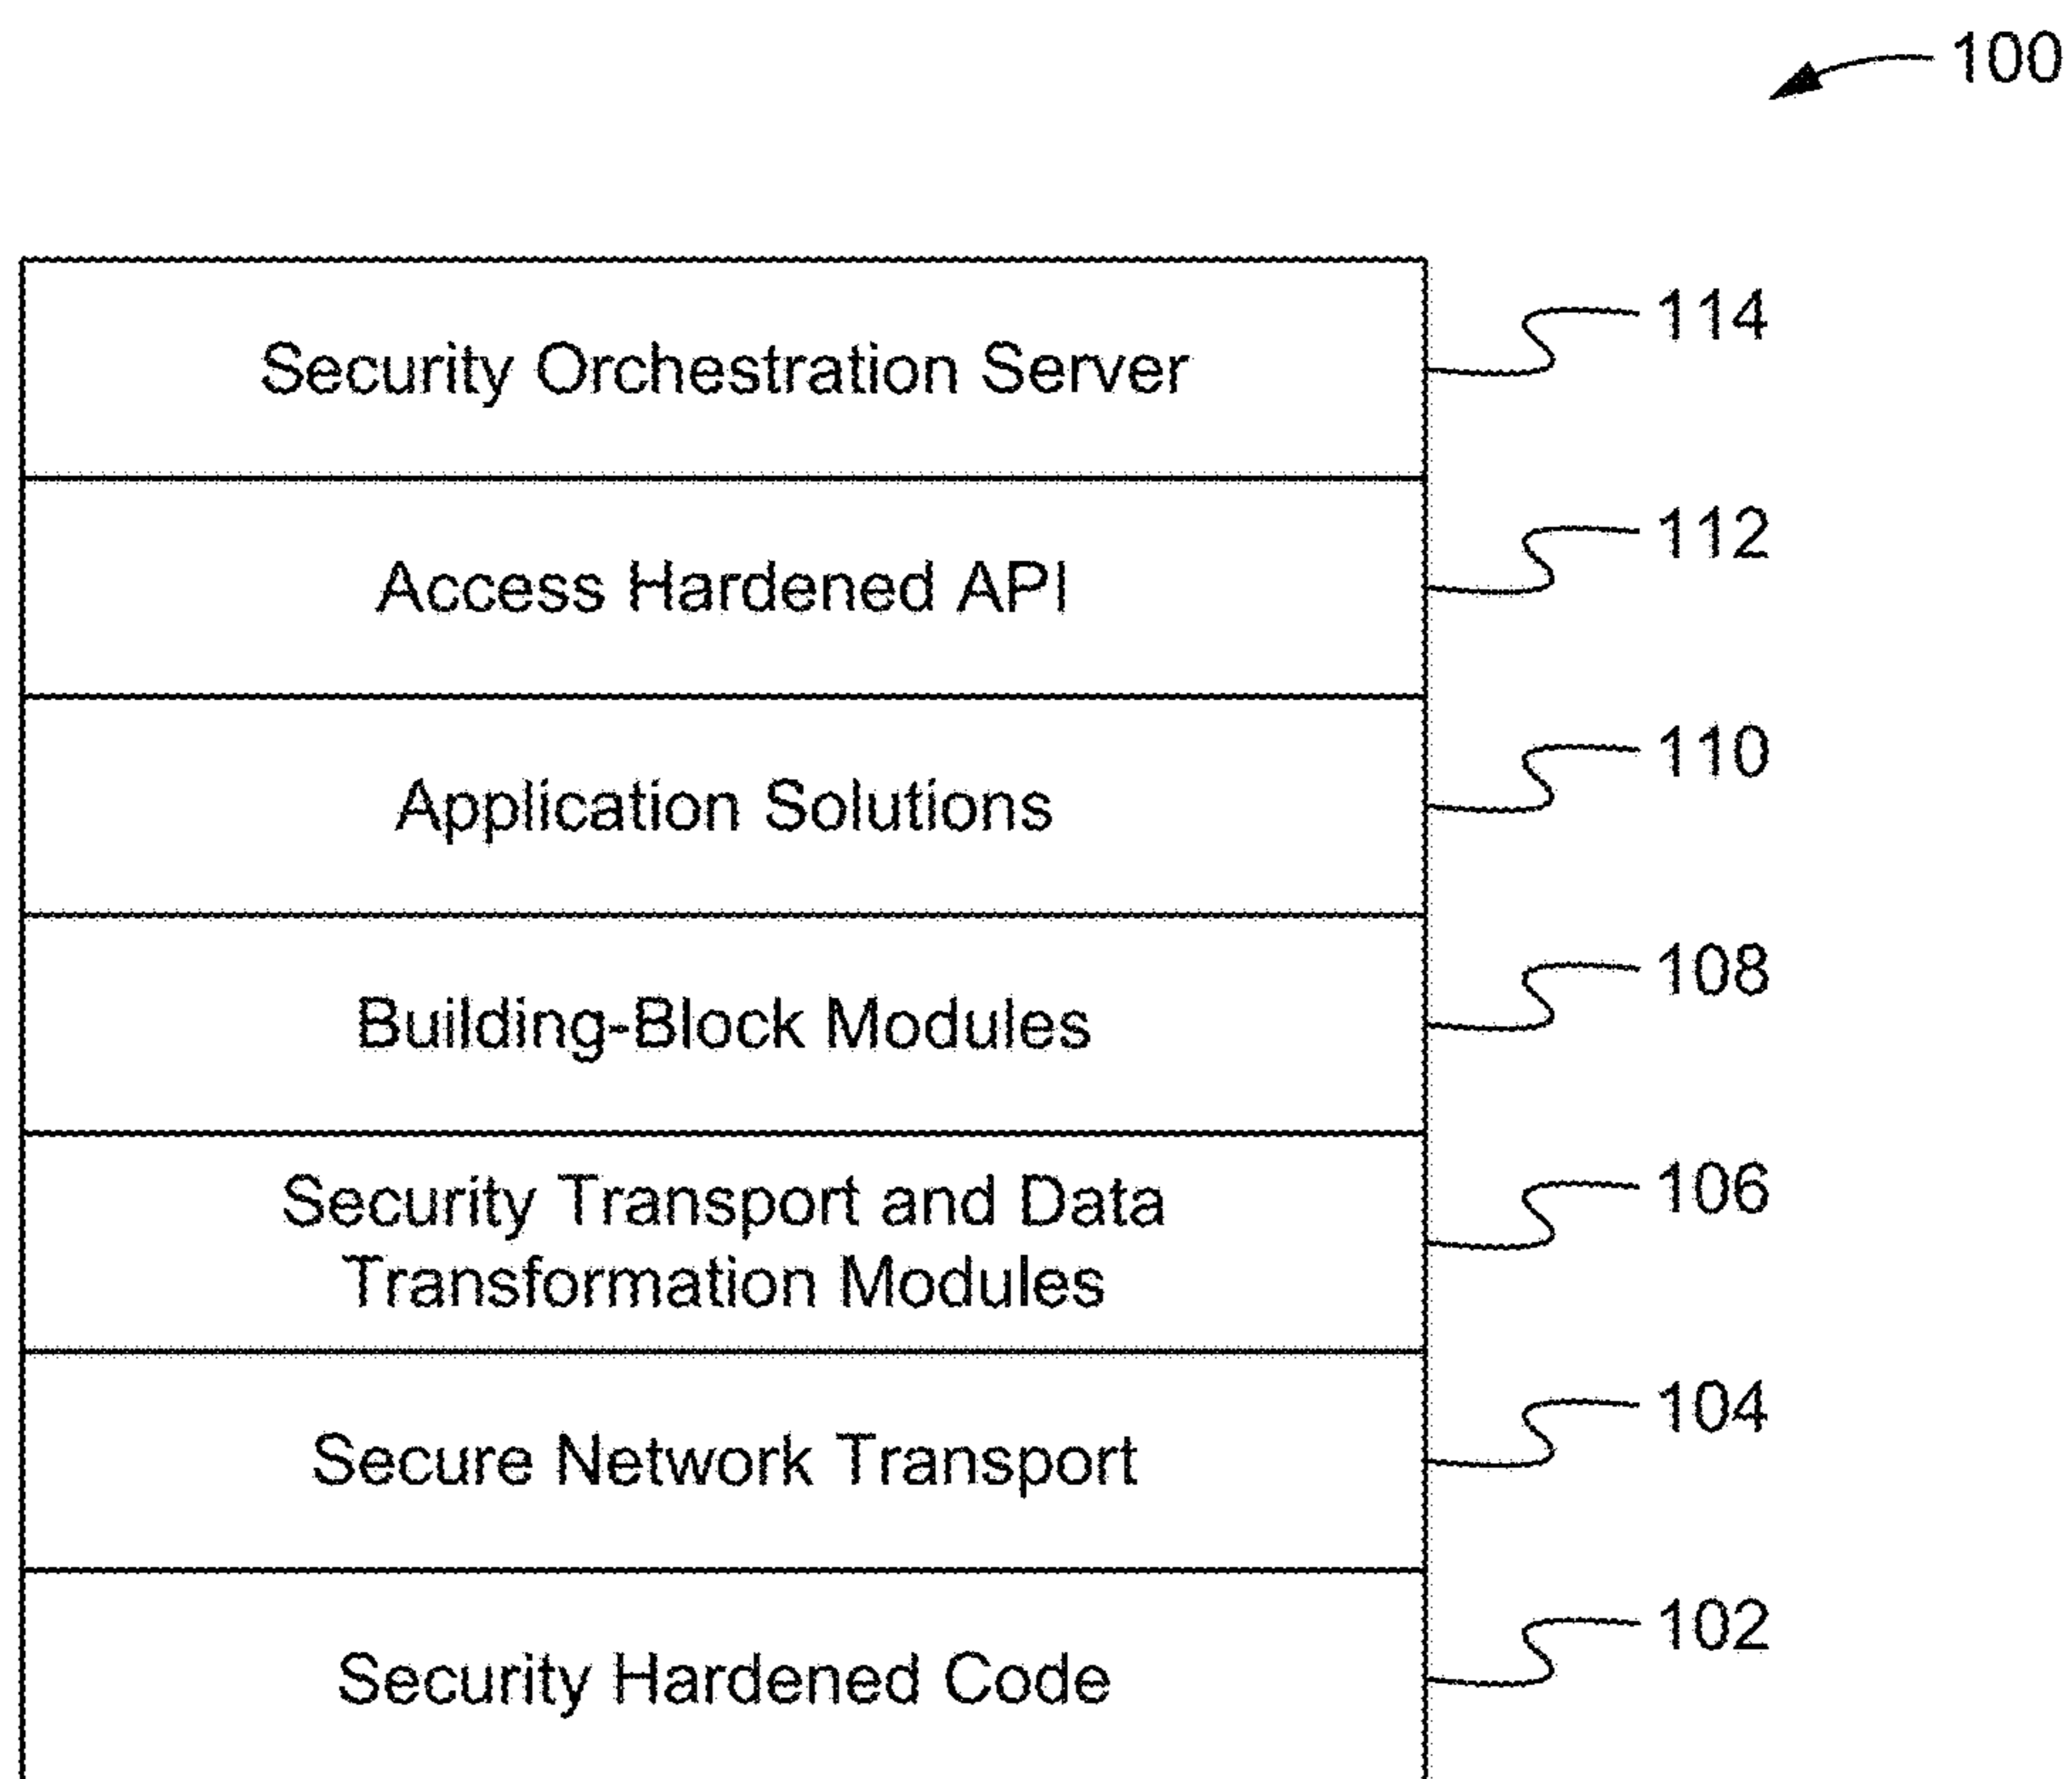 100
Security Orchestration Server
114
Access Hardened API
112
Application Solutions
110
Building-Block Modules
108
Security Transport and Data
Transformation Modules
106
Secure Network Transport
104
Security Hardened Code
102